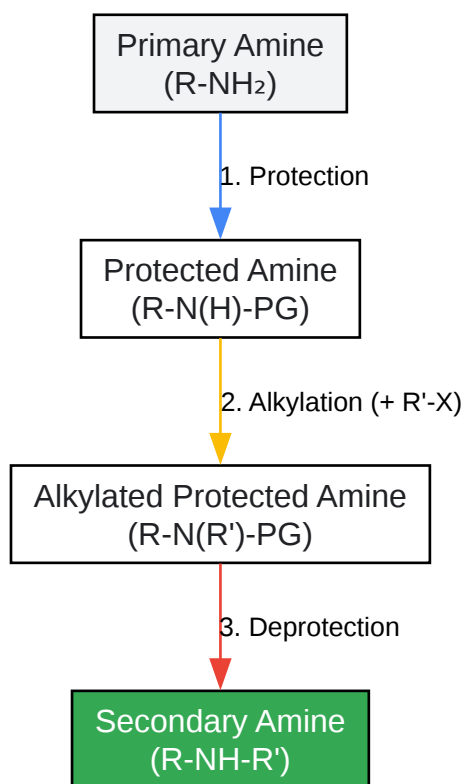 Primary Amine
(R-NH₂)
1. Protection
Protected Amine
(R-N(H)-PG)
2. Alkylation (+ R'-X)
Alkylated Protected Amine
(R-N(R')-PG)
3. Deprotection
Secondary Amine
(R-NH-R')